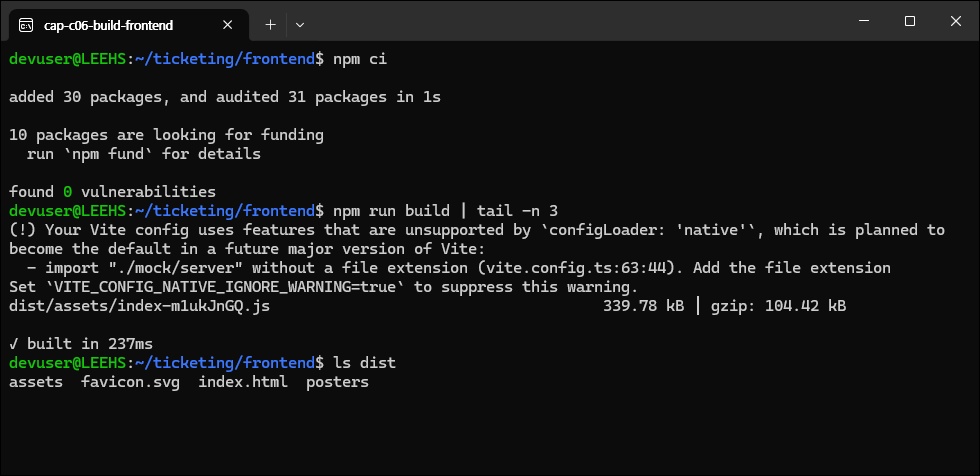 cap-c06-build-frontend
devuser@LEEHS:~/ticketing/frontend$ npm ci
added 30 packages, and audited 31 packages in 1s
10 packages are looking for funding
  run `npm fund` for details
found 0 vulnerabilities
devuser@LEEHS:~/ticketing/frontend$ npm run build | tail -n 3
(!) Your Vite config uses features that are unsupported by `configLoader: 'native'`, which is planned to
become the default in a future major version of Vite:
  - import "./mock/server" without a file extension (vite.config.ts:63:44). Add the file extension
Set `VITE_CONFIG_NATIVE_IGNORE_WARNING=true` to suppress this warning.
dist/assets/index-m1ukJnGQ.js                                     339.78 kB │ gzip: 104.42 kB
✓ built in 237ms
devuser@LEEHS:~/ticketing/frontend$ ls dist
assets  favicon.svg  index.html  posters